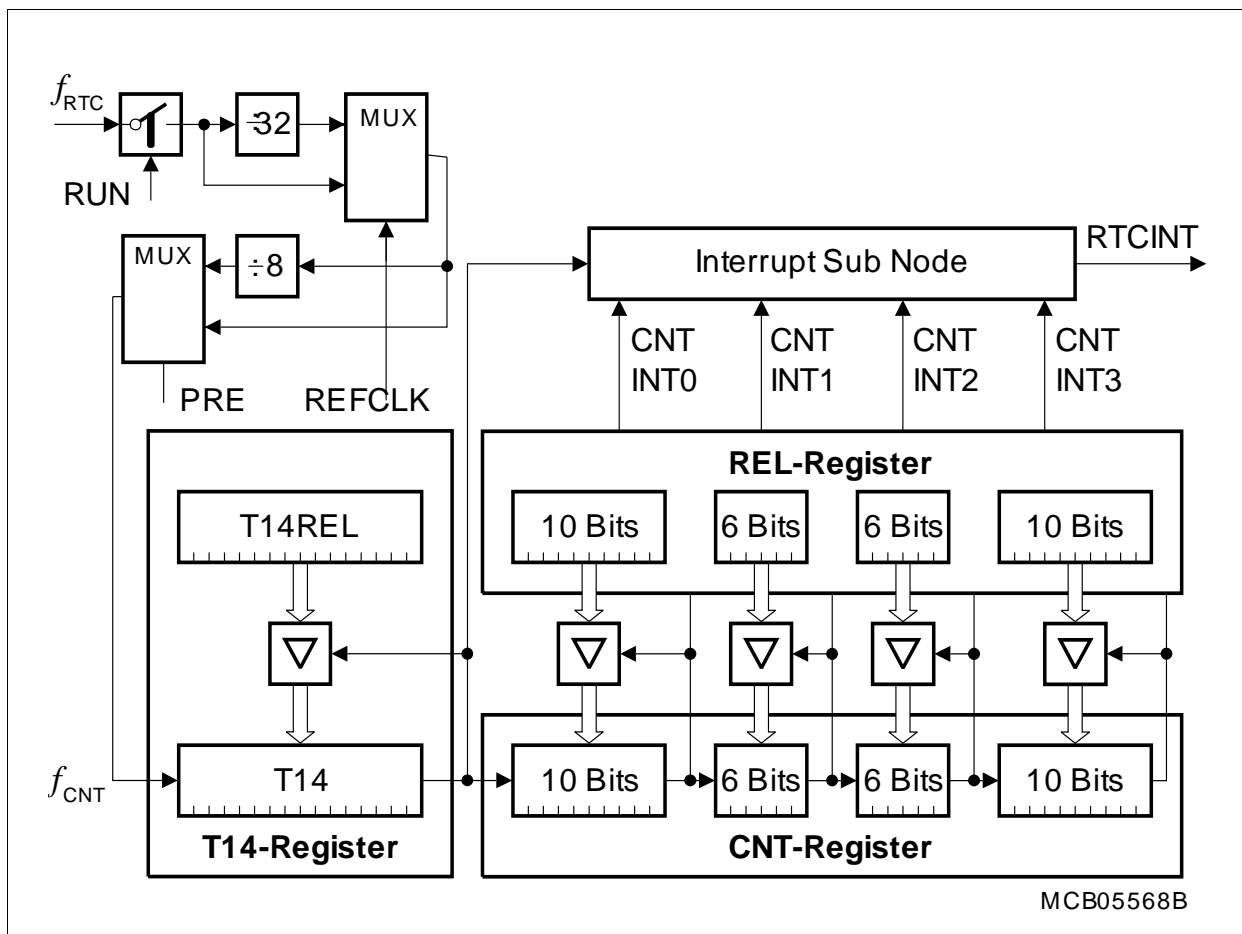 fRTC
÷32
MUX
RUN
MUX
÷8
PRE
REFCLK
Interrupt Sub Node
RTCINT
CNT INT0
CNT INT1
CNT INT2
CNT INT3
REL-Register
T14REL
10 Bits
6 Bits
6 Bits
10 Bits
fCNT
T14
10 Bits
6 Bits
6 Bits
10 Bits
T14-Register
CNT-Register
MCB05568B